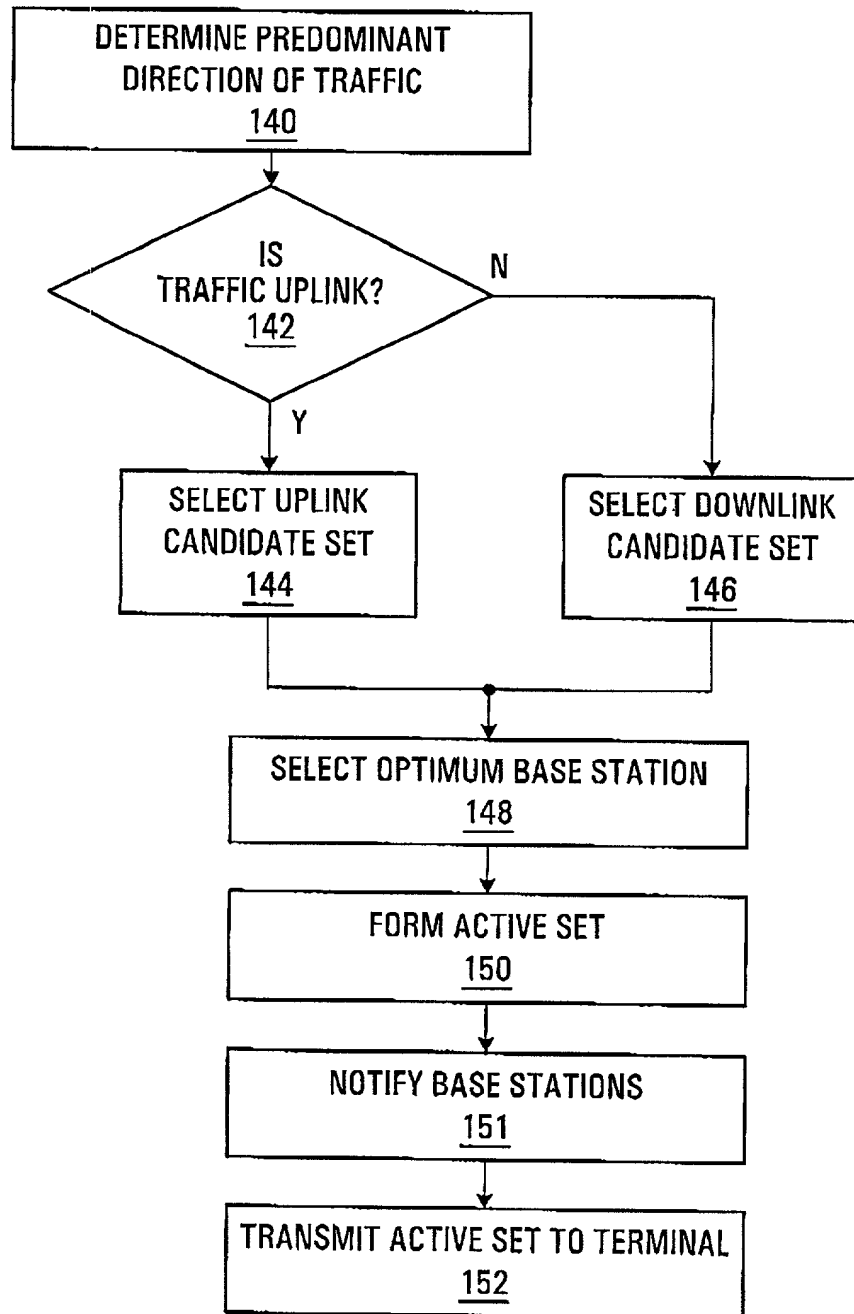 DETERMINE PREDOMINANT
DIRECTION OF TRAFFIC
140
IS
TRAFFIC UPLINK?
142
N
Y
SELECT UPLINK
CANDIDATE SET
144
SELECT DOWNLINK
CANDIDATE SET
146
SELECT OPTIMUM BASE STATION
148
FORM ACTIVE SET
150
NOTIFY BASE STATIONS
151
TRANSMIT ACTIVE SET TO TERMINAL
152